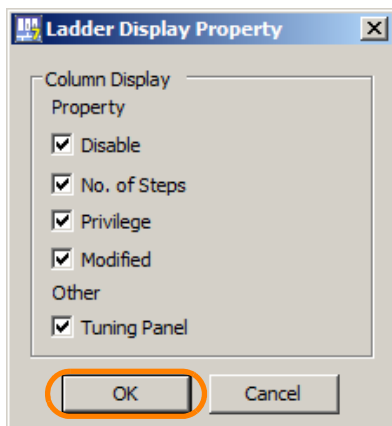 Ladder Display Property
Column Display
Property
Disable
No. of Steps
Privilege
Modified
Other
Tuning Panel
OK Cancel